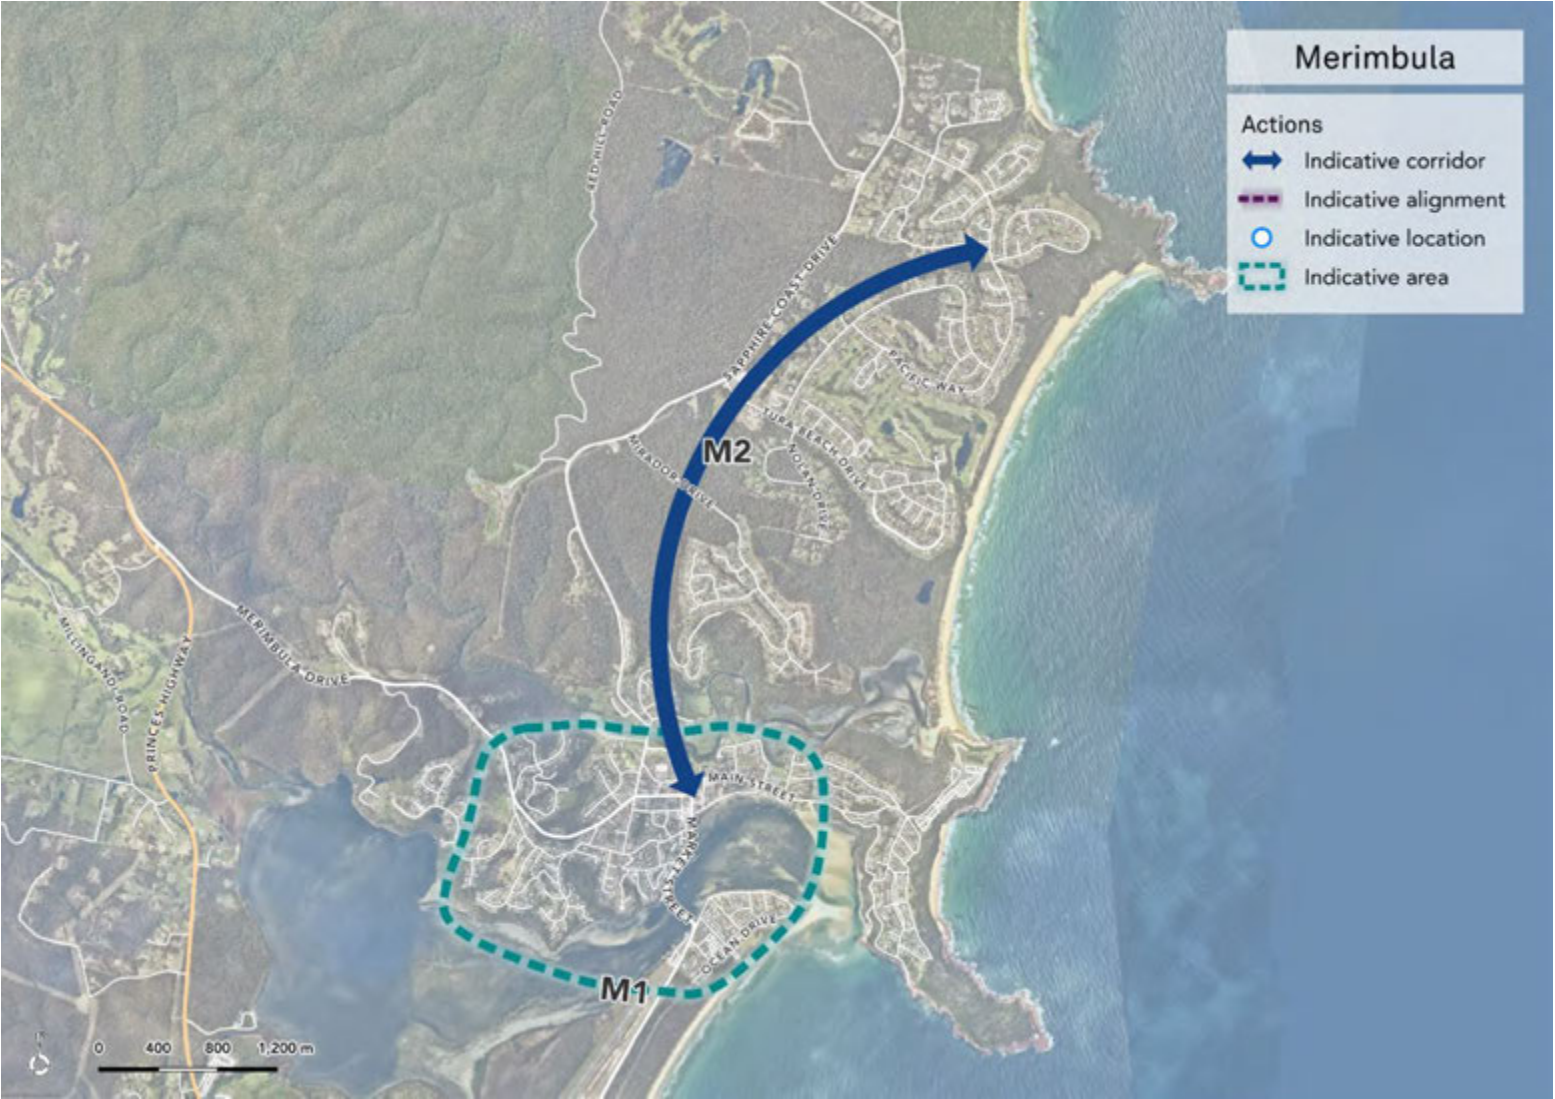 Merimbula
Actions
Indicative corridor
Indicative alignment
Indicative location
Indicative area
RED HILL ROAD
SAPPHIRE COAST DRIVE
PACIFIC WAY
TURA BEACH DRIVE
M2
MIRADOR DRIVE
NOLAN DRIVE
MERIMBULA DRIVE
MILLINGANDI ROAD
PRINCES HIGHWAY
MAIN STREET
MARKET STREET
OCEAN DRIVE
M1
0 400 800 1,200 m